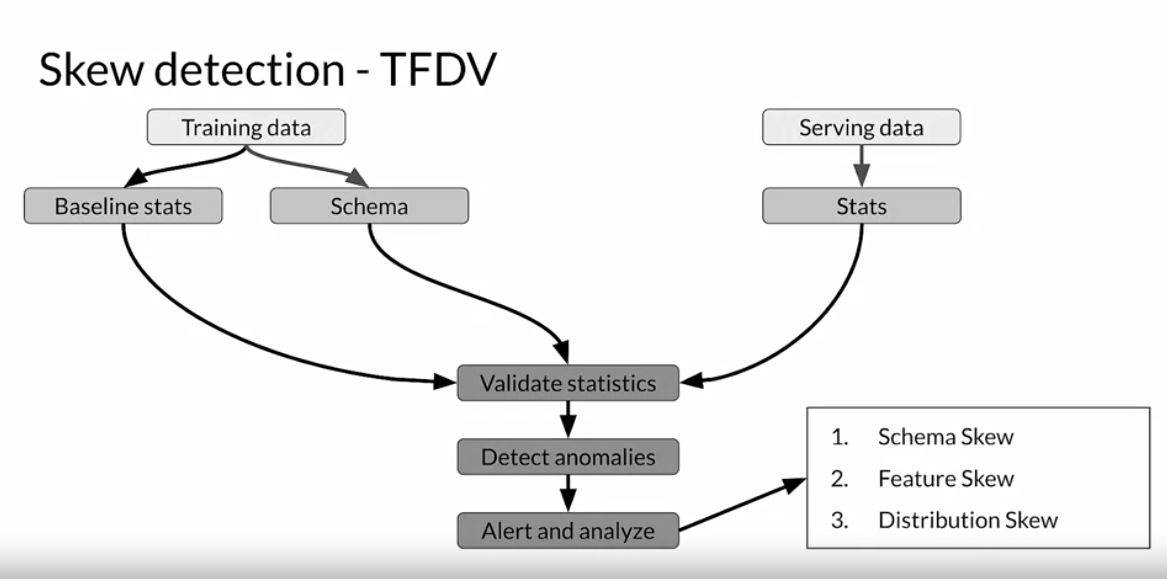 Skew detection - TFDV
Training data
Serving data
Baseline stats
Schema
Stats
Validate statistics
Detect anomalies
Alert and analyze
1. Schema Skew
2. Feature Skew
3. Distribution Skew